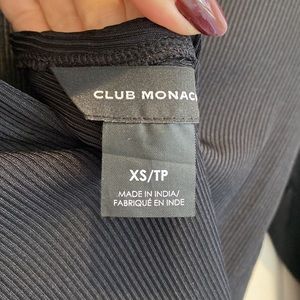 CLUB MONAC
XS/TP
MADE IN INDIA/
FABRIQUÉ EN INDE